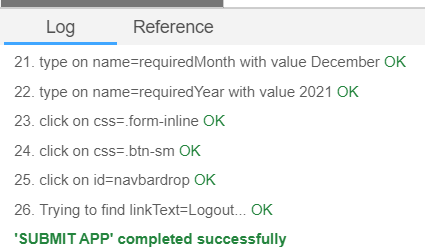 Log Reference
21. type on name=requiredMonth with value December OK
22. type on name=requiredYear with value 2021 OK
23. click on css=.form-inline OK
24. click on css=.btn-sm OK
25. click on id=navbardrop OK
26. Trying to find linkText=Logout... OK
'SUBMIT APP' completed successfully